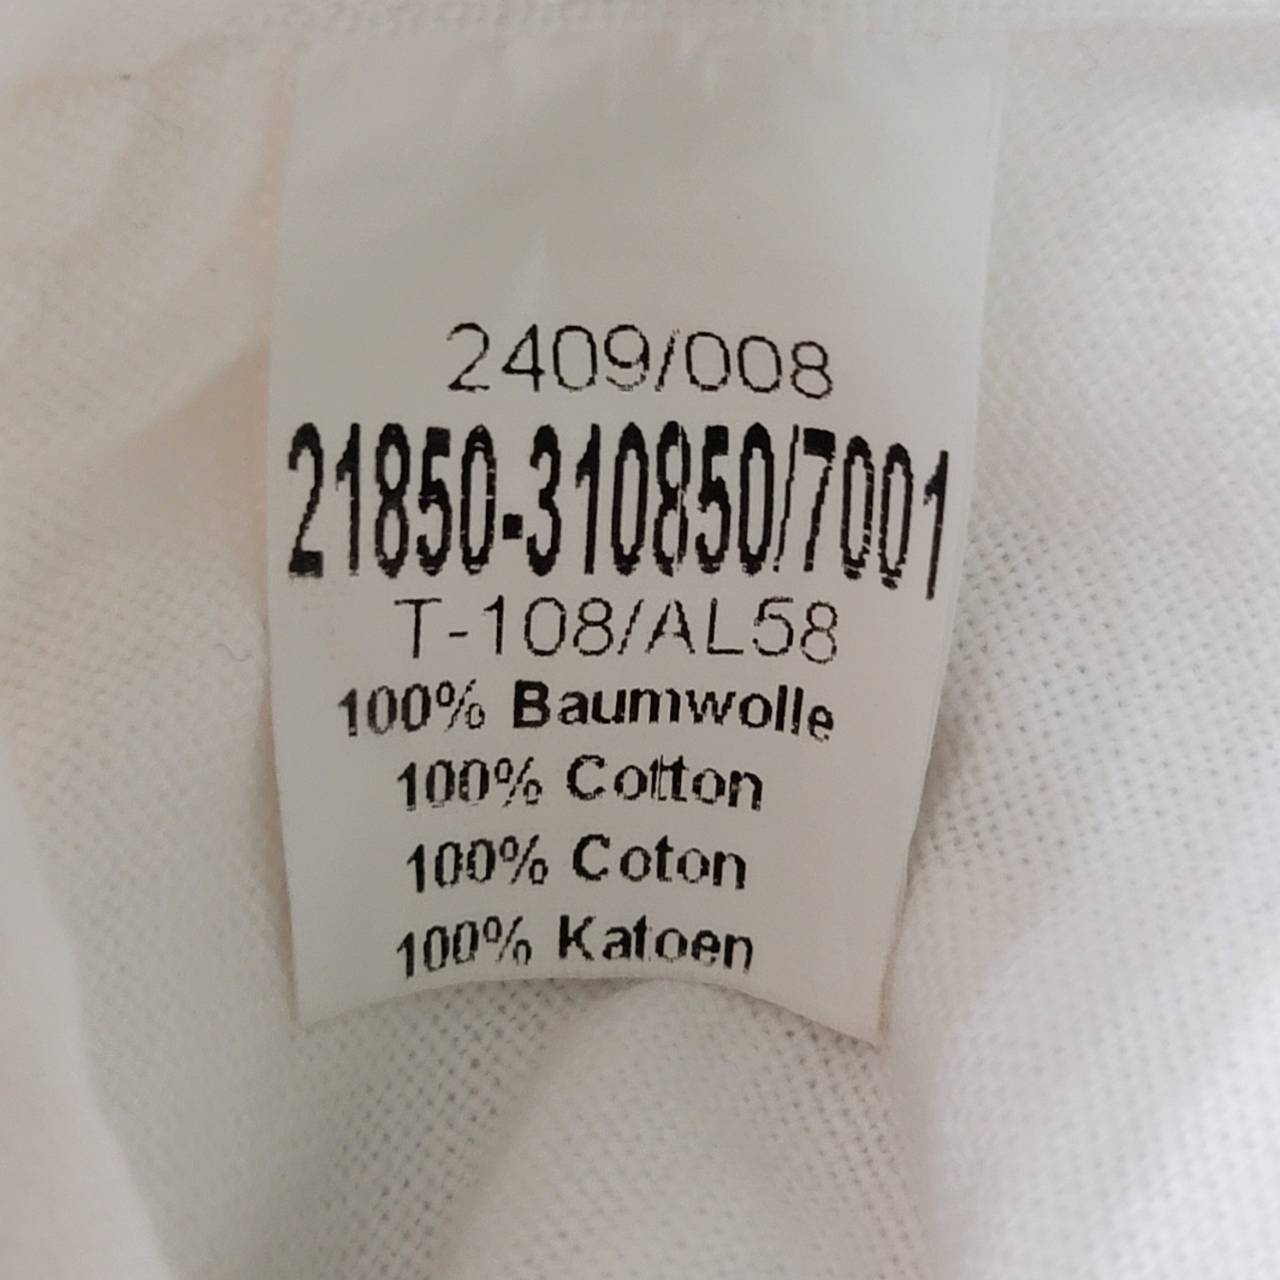 2409/008
21850-310850/7001
T-108/AL58
100% Baumwolle
100% Cotton
100% Coton
100% Katoen